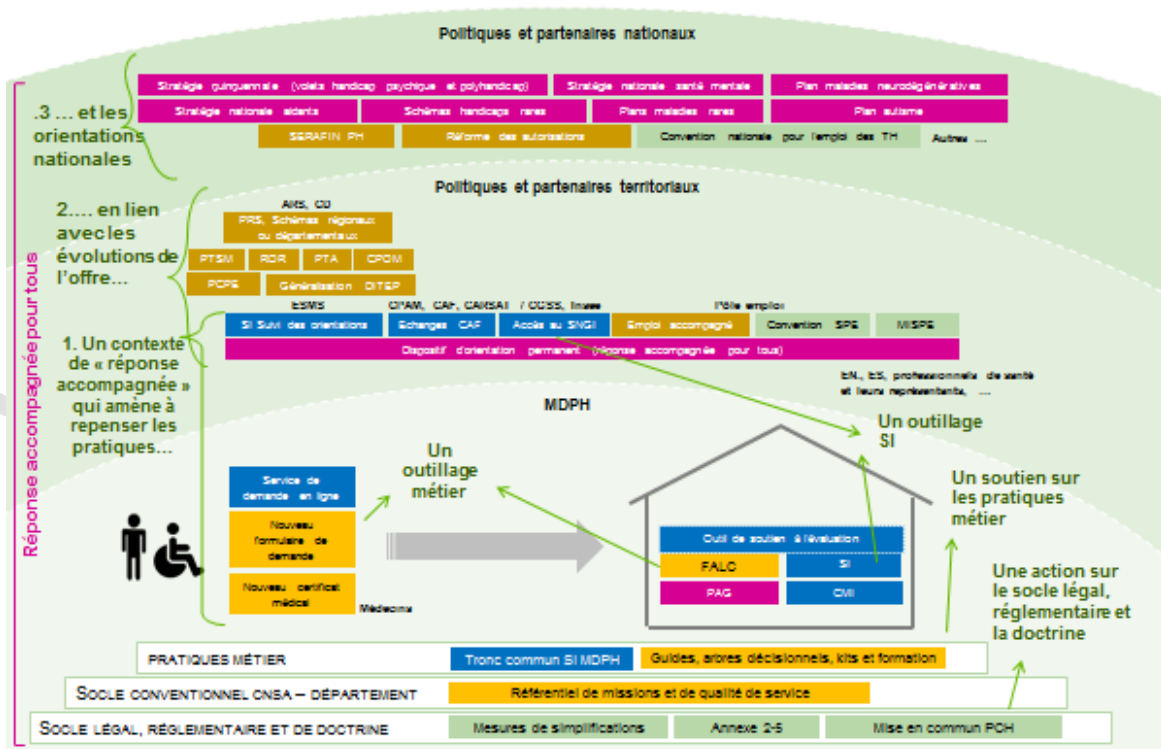 Politiques et partenaires nationaux
Stratégie quinquennale (volets handicap psychique et polyhandicap)
Stratégie nationale santé mentale
Plan maladies neurodégénératives
Stratégie nationale aidants
Schémas handicaps rares
Plans maladies rares
Plan autisme
SERAFIN PH
Réforme des autorisations
Convention nationale pour l'emploi des TH
Autres ...
.3 ... et les
orientations
nationales
Politiques et partenaires territoriaux
ARS, CD
PRS, Schémas régionaux
ou départementaux
PTSM
ROR
PTA
CPOM
PCPE
Généralisation DITEP
2.... en lien
avec les
évolutions de
l'offre...
ESMS
CPAM, CAF, CARSAT / CGSS, Insee
Pôle emploi
SI Suivi des orientations
Echanges CAF
Accès au SNGI
Emploi accompagné
Convention SPE
MISPE
Dispositif d'orientation permanent (réponse accompagnée pour tous)
EN, ES, professionnels de santé
et leurs représentants, ...
1. Un contexte
de « réponse
accompagnée »
qui amène à
repenser les
pratiques...
Réponse accompagnée pour tous
MDPH
Un
outillage
métier
Un outillage
SI
Un soutien sur
les pratiques
métier
Une action sur
le socle légal,
réglementaire et
la doctrine
Service de
demande en ligne
Nouveau
formulaire de
demande
Nouveau certificat
médical
Médecins
Outil de soutien à l'évaluation
FALC
SI
PAG
CMI
PRATIQUES MÉTIER
Tronc commun SI MDPH
Guides, arbres décisionnels, kits et formation
SOCLE CONVENTIONNEL CNSA – DÉPARTEMENT
Référentiel de missions et de qualité de service
SOCLE LÉGAL, RÉGLEMENTAIRE ET DE DOCTRINE
Mesures de simplifications
Annexe 2-5
Mise en commun PCH